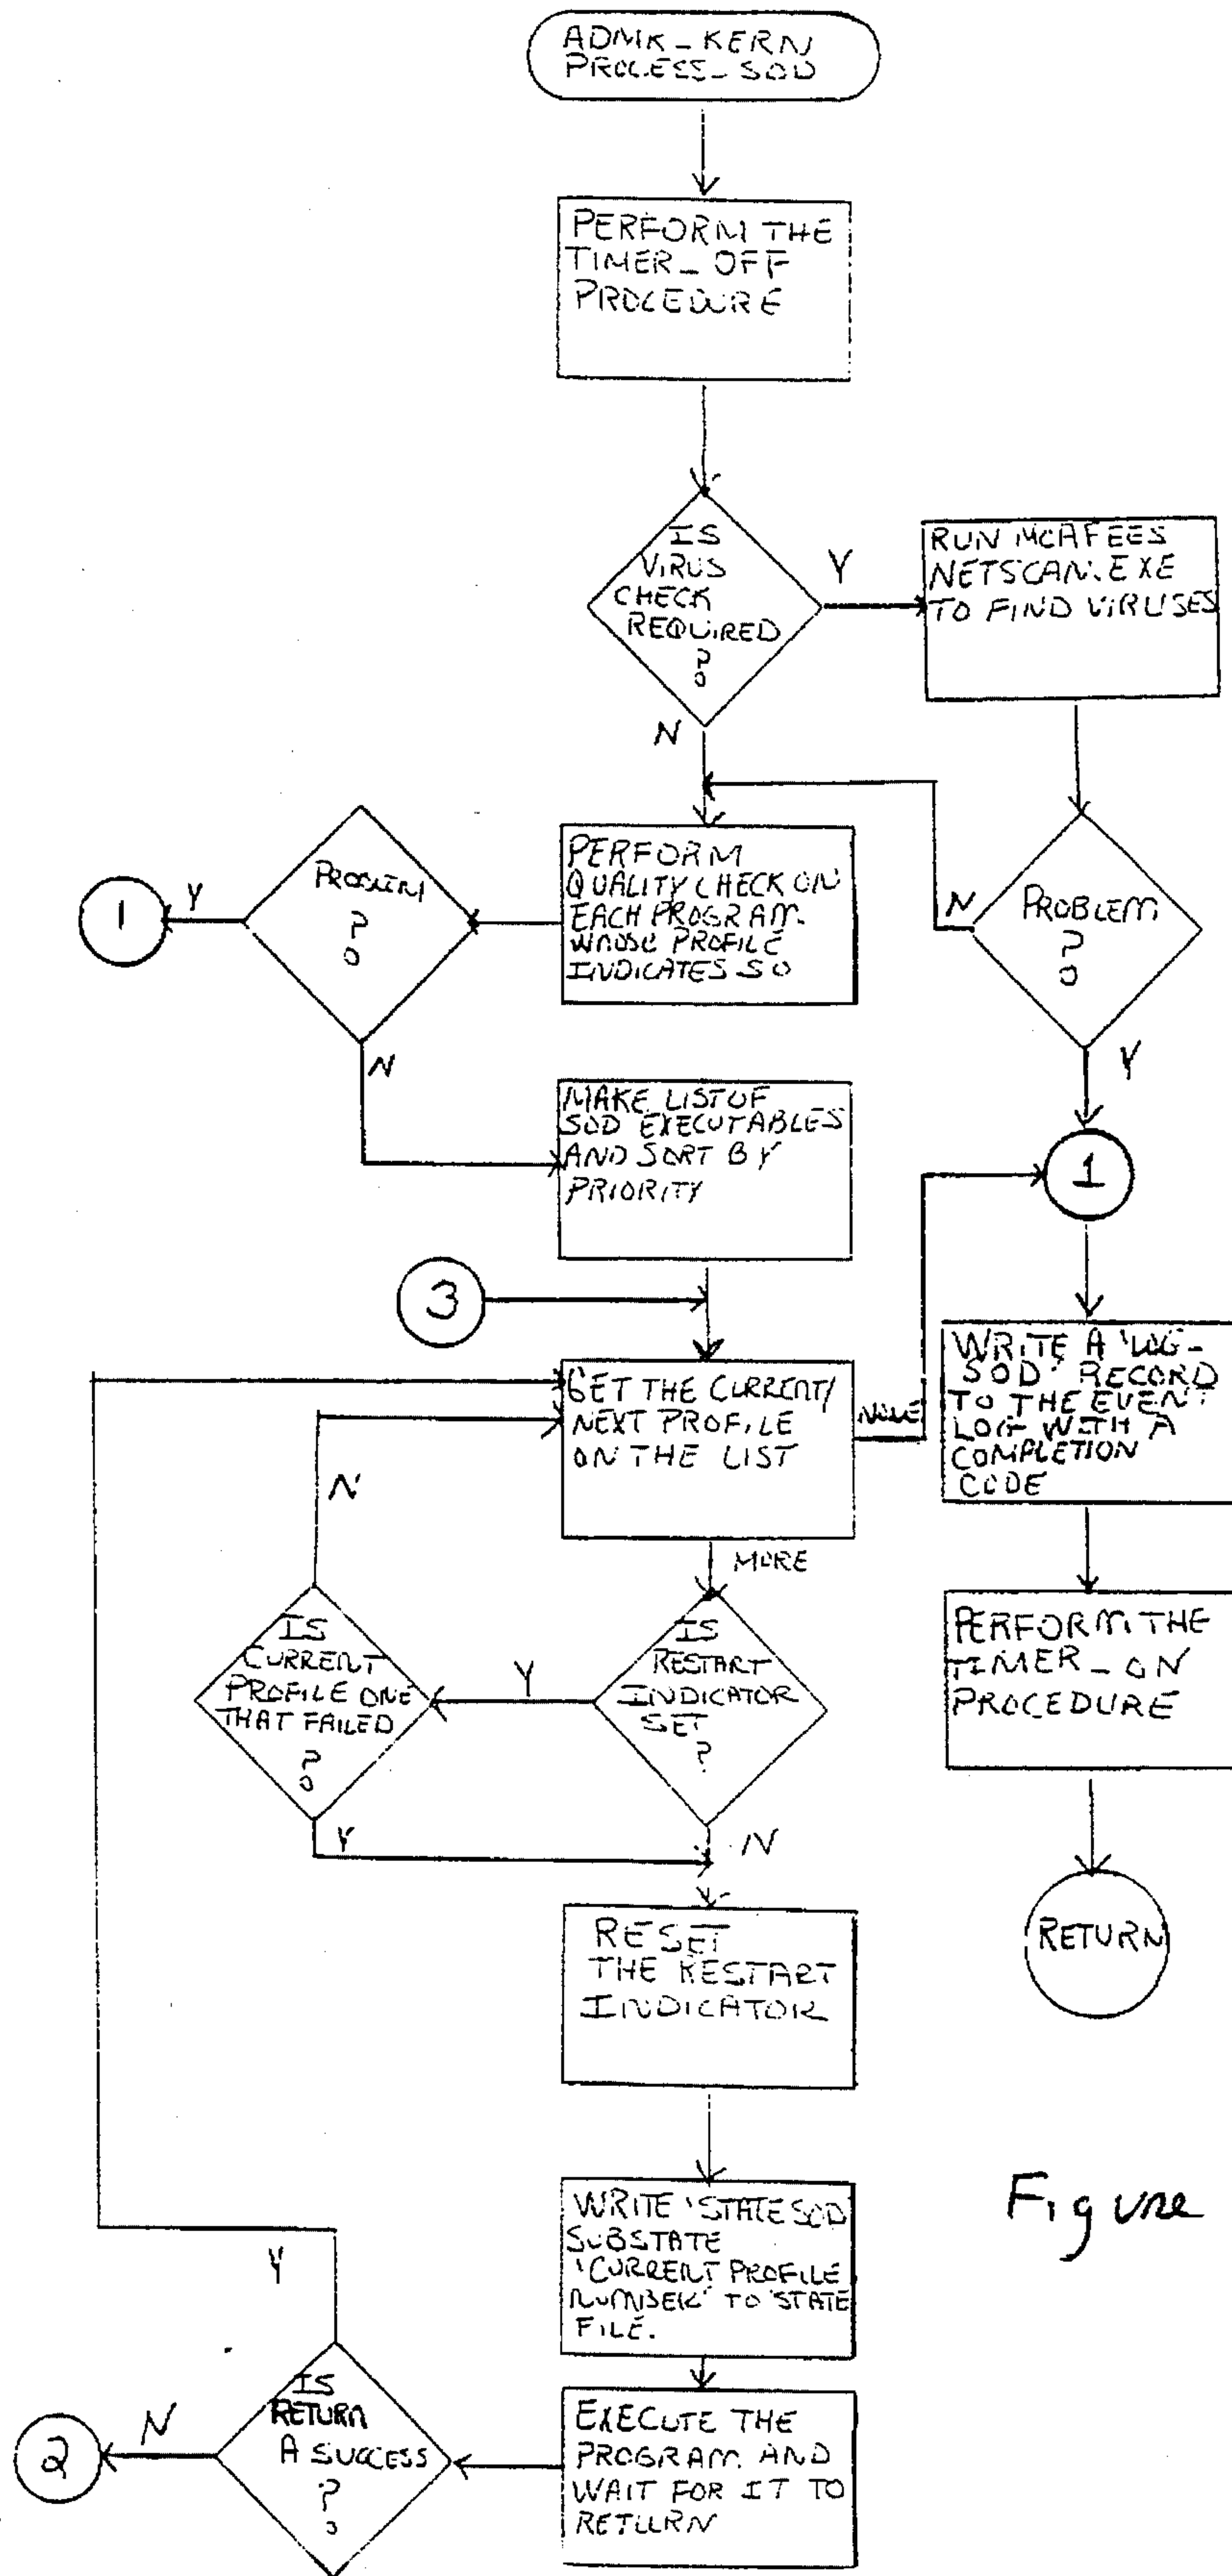 ADMK_KERN
PROCESS_SOD
PERFORM THE
TIMER_OFF
PROCEDURE
IS
VIRUS
CHECK
REQUIRED
?
Y
N
RUN MCAFEES
NETSCAN.EXE
TO FIND VIRUSES
PROBLEM
?
N
Y
PERFORM
QUALITY CHECK ON
EACH PROGRAM
WHOSE PROFILE
INDICATES SO
PROBLEM
?
Y
1
N
MAKE LIST OF
SOD EXECUTABLES
AND SORT BY
PRIORITY
1
3
GET THE CURRENT/
NEXT PROFILE
ON THE LIST
NONE
MORE
WRITE A 'LOG-
SOD' RECORD
TO THE EVENT
LOG WITH A
COMPLETION
CODE
N
IS
CURRENT
PROFILE ONE
THAT FAILED
?
Y
Y
IS
RESTART
INDICATOR
SET
?
N
PERFORM THE
TIMER_ON
PROCEDURE
RETURN
RESET
THE RESTART
INDICATOR
WRITE 'STATE SOD
SUBSTATE
'CURRENT PROFILE
NUMBER' TO STATE
FILE.
Figure
EXECUTE THE
PROGRAM AND
WAIT FOR IT TO
RETURN
Y
IS
RETURN
A SUCCESS
?
N
2